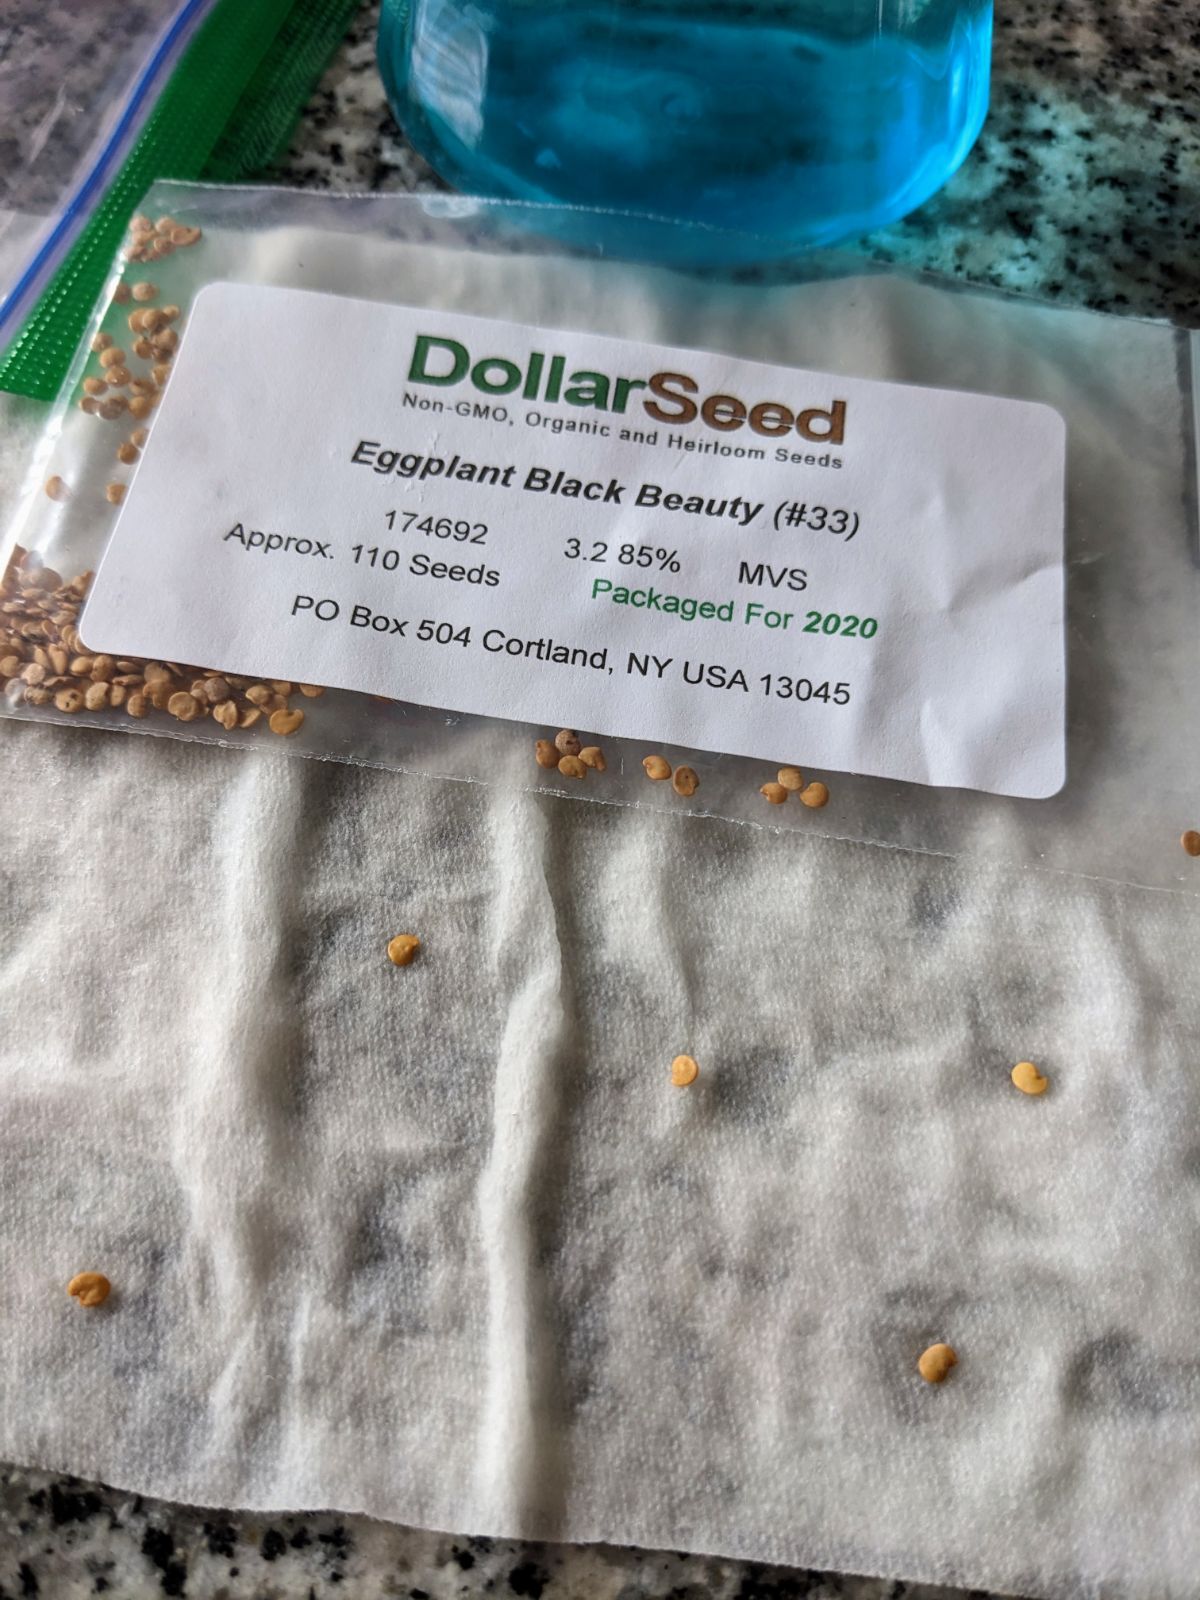 DollarSeed
Non-GMO, Organic and Heirloom Seeds
Eggplant Black Beauty (#33)
174692 3.2 85% MVS
Approx. 110 Seeds Packaged For 2020
PO Box 504 Cortland, NY USA 13045